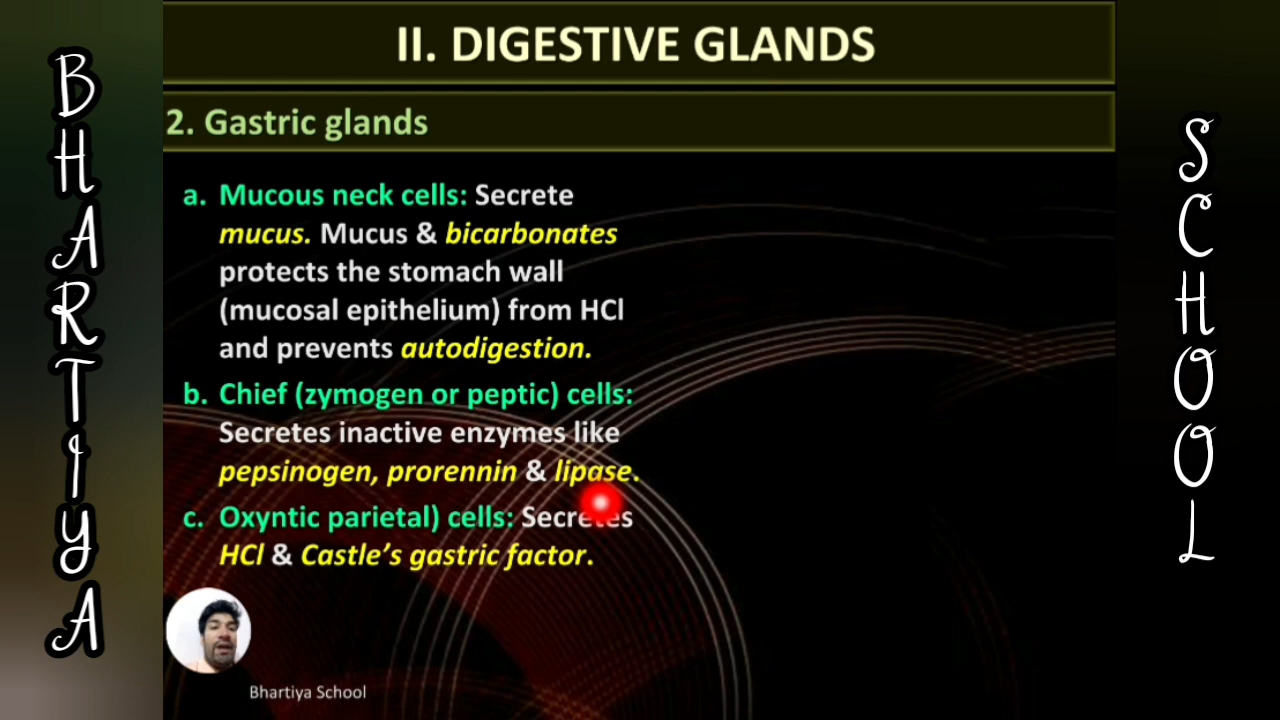 BHARTIYA
II. DIGESTIVE GLANDS
2. Gastric glands
a. Mucous neck cells: Secrete
mucus. Mucus & bicarbonates
protects the stomach wall
(mucosal epithelium) from HCl
and prevents autodigestion.
b. Chief (zymogen or peptic) cells:
Secretes inactive enzymes like
pepsinogen, prorennin & lipase.
c. Oxyntic parietal) cells: Secretes
HCl & Castle's gastric factor.
Bhartiya School
SCHOOL